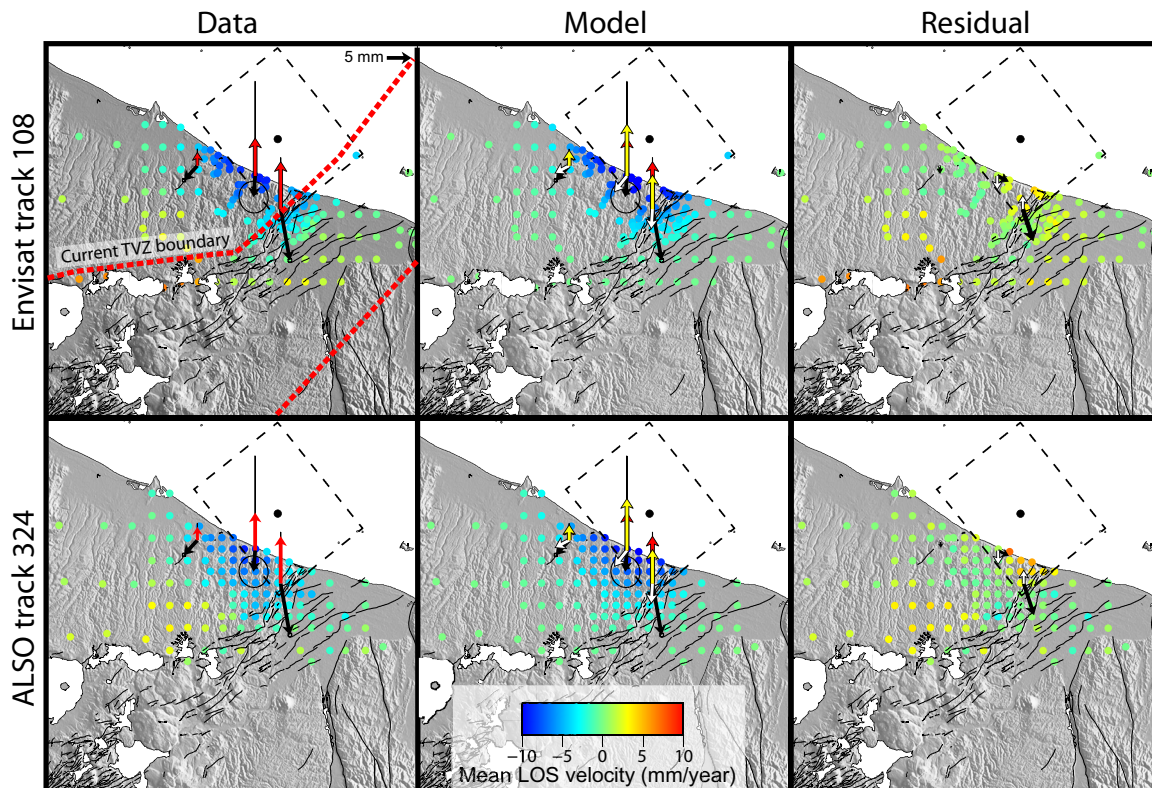 Data
Model
Residual
Envisat track 108
5 mm
Current TVZ boundary
ALSO track 324
−10 −5 0 5 10
Mean LOS velocity (mm/year)